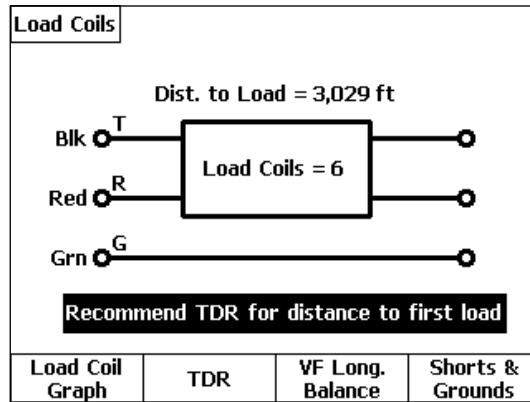 Load Coils
Dist. to Load = 3,029 ft
T
Blk
Load Coils = 6
R
Red
G
Grn
Recommend TDR for distance to first load
Load Coil
Graph
TDR
VF Long.
Balance
Shorts &
Grounds